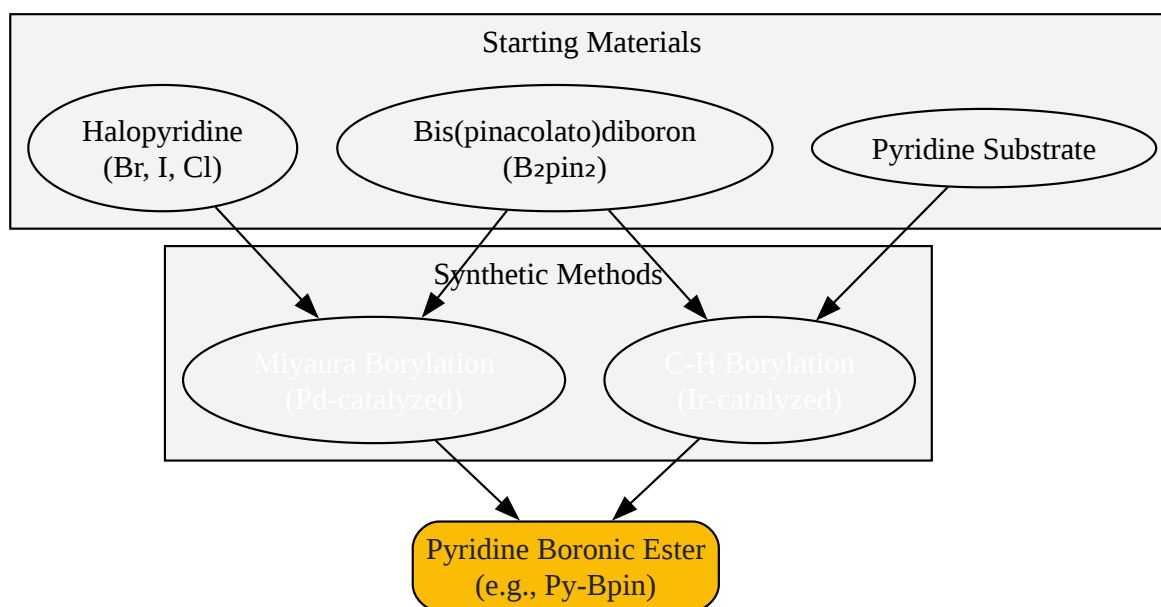 Starting Materials
Halopyridine
(Br, I, Cl)
Bis(pinacolato)diboron
(B₂pin₂)
Pyridine Substrate
Synthetic Methods
Miyaura Borylation
(Pd-catalyzed)
C-H Borylation
(Ir-catalyzed)
Pyridine Boronic Ester
(e.g., Py-Bpin)